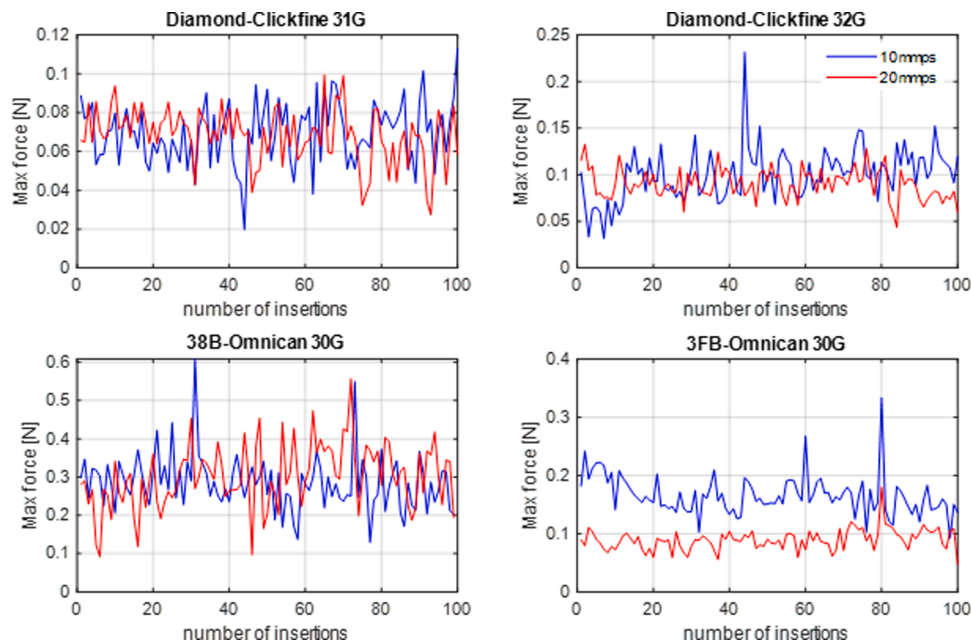 Diamond-Clickfine 31G
Max force [N]
0.12
0.1
0.08
0.06
0.04
0.02
0
0 20 40 60 80 100
number of insertions
Diamond-Clickfine 32G
Max force [N]
0.25
0.2
0.15
0.1
0.05
0
10mmps
20mmps
0 20 40 60 80 100
number of insertions
38B-Omnican 30G
Max force [N]
0.6
0.5
0.4
0.3
0.2
0.1
0
0 20 40 60 80 100
number of insertions
3FB-Omnican 30G
Max force [N]
0.4
0.3
0.2
0.1
0
0 20 40 60 80 100
number of insertions